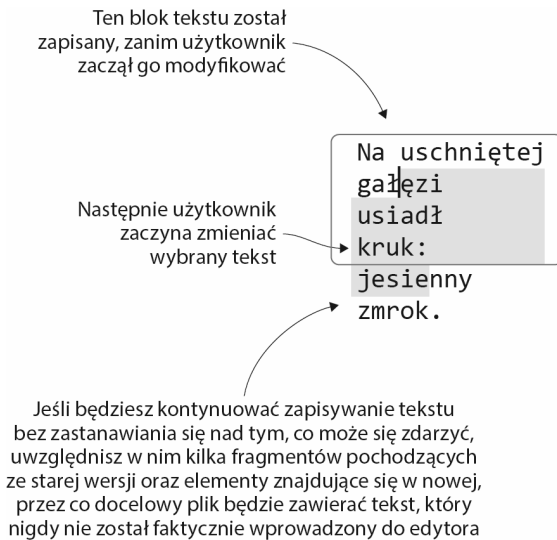 Ten blok tekstu został
zapisany, zanim użytkownik
zaczął go modyfikować
Na uschniętej
gałęzi
usiadł
kruk:
jesienny
zmrok.
Następnie użytkownik
zaczyna zmieniać
wybrany tekst
Jeśli będziesz kontynuować zapisywanie tekstu
bez zastanawiania się nad tym, co może się zdarzyć,
uwzględnisz w nim kilka fragmentów pochodzących
ze starej wersji oraz elementy znajdujące się w nowej,
przez co docelowy plik będzie zawierać tekst, który
nigdy nie został faktycznie wprowadzony do edytora